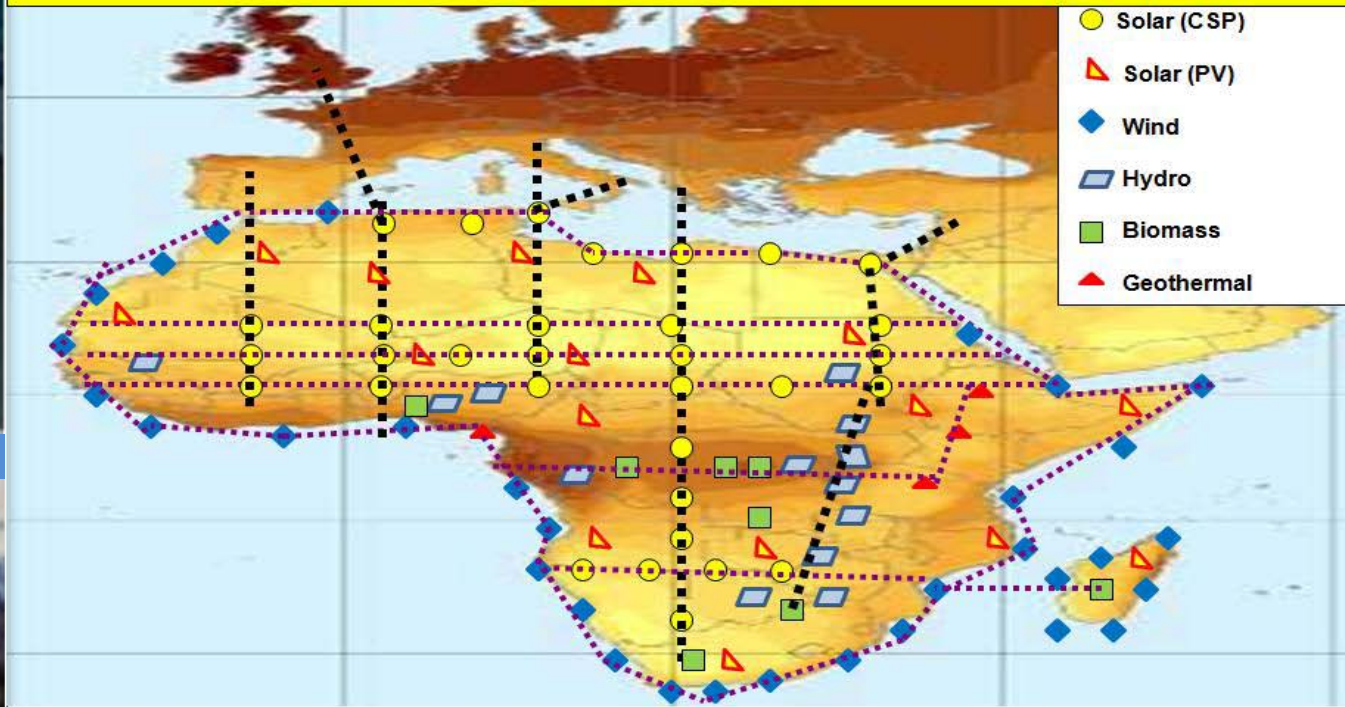 Solar (CSP)
Solar (PV)
Wind
Hydro
Biomass
Geothermal